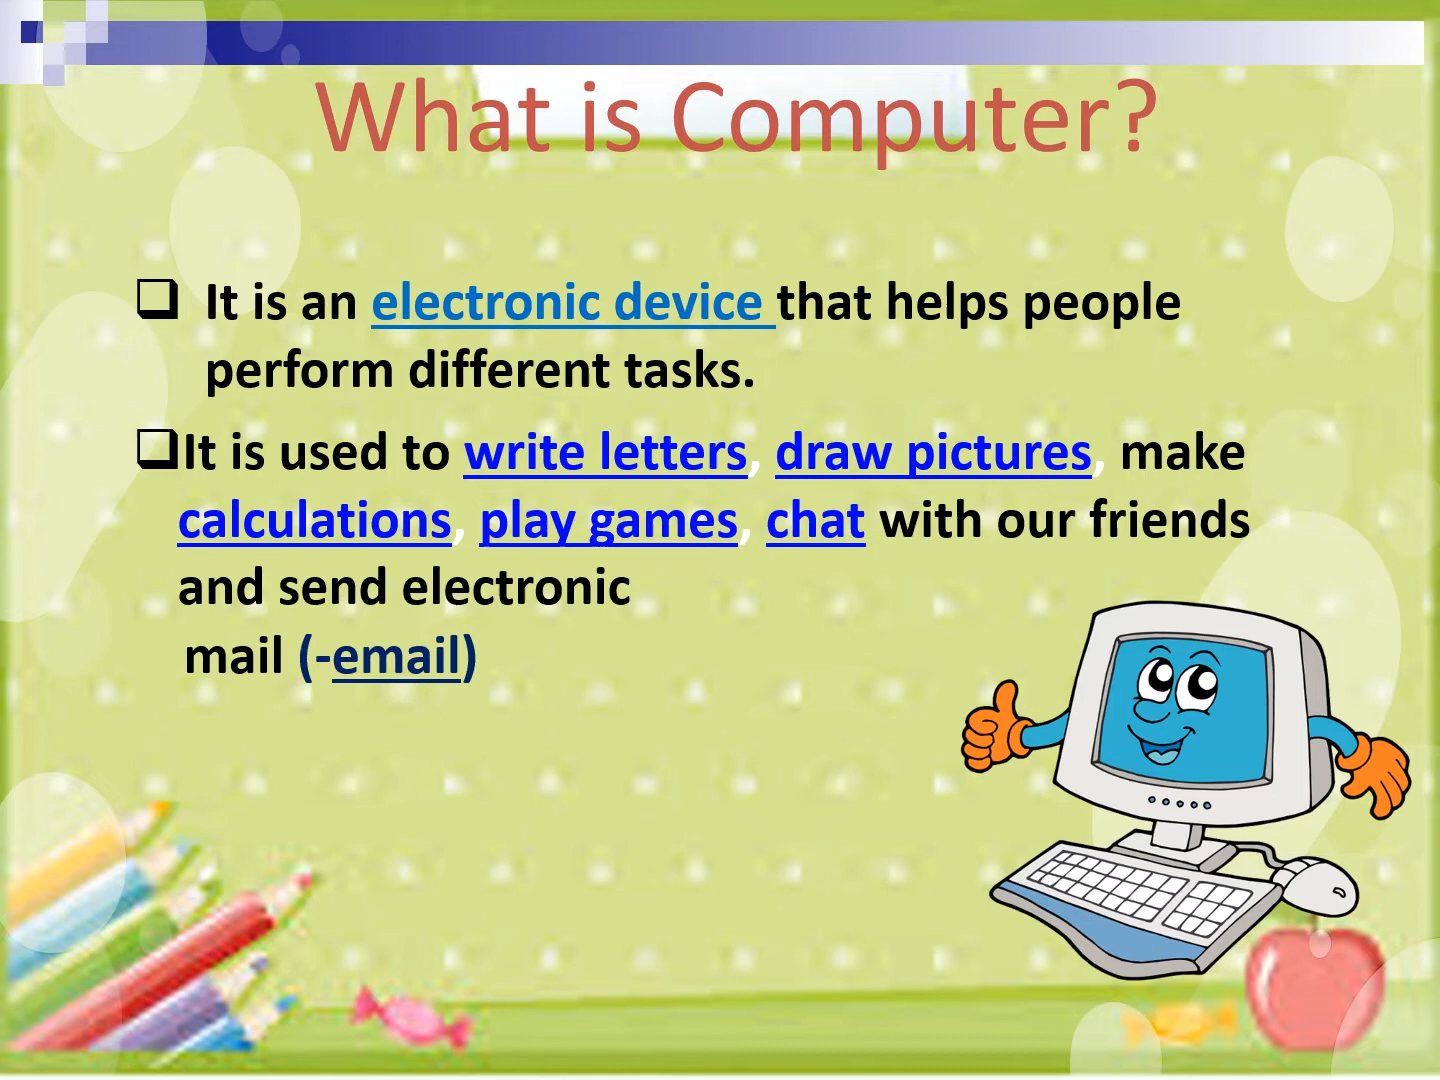 What is Computer?
❑ It is an electronic device that helps people
perform different tasks.
❑It is used to write letters, draw pictures, make
calculations, play games, chat with our friends
and send electronic
mail (-email)